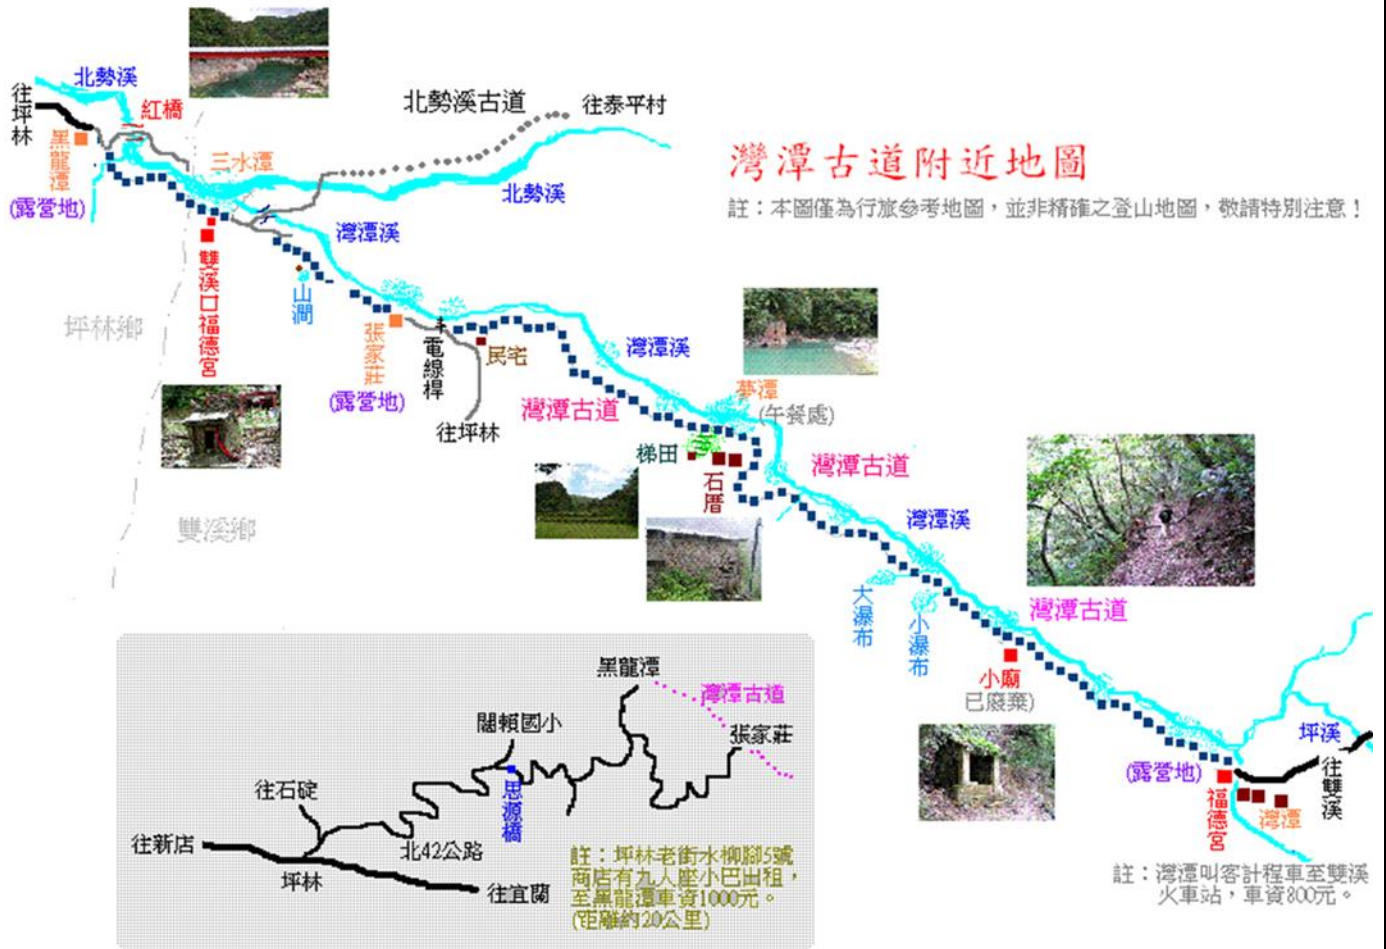 灣潭古道附近地圖
註：本圖僅為行旅參考地圖，並非精確之登山地圖，敬請特別注意！
往坪林
北勢溪
紅橋
黑龍潭
(露營地)
三水潭
北勢溪古道
往泰平村
北勢溪
灣潭溪
雙溪口福德宮
山澗
坪林鄉
雙溪鄉
張家莊
(露營地)
電線桿
民宅
往坪林
灣潭古道
灣潭溪
夢潭
(午餐處)
梯田
石厝
灣潭古道
灣潭溪
大瀑布
小瀑布
灣潭古道
小廟
已廢棄)
(露營地)
福德宮
灣潭
坪溪
往雙溪
註：灣潭叫客計程車至雙溪
火車站，車資800元。
黑龍潭
灣潭古道
張家莊
闊瀨國小
思源橋
往石碇
往新店
北42公路
坪林
往宜蘭
註：坪林老街水柳腳5號
商店有九人座小巴出租，
至黑龍潭車資1000元。
(距離約20公里)